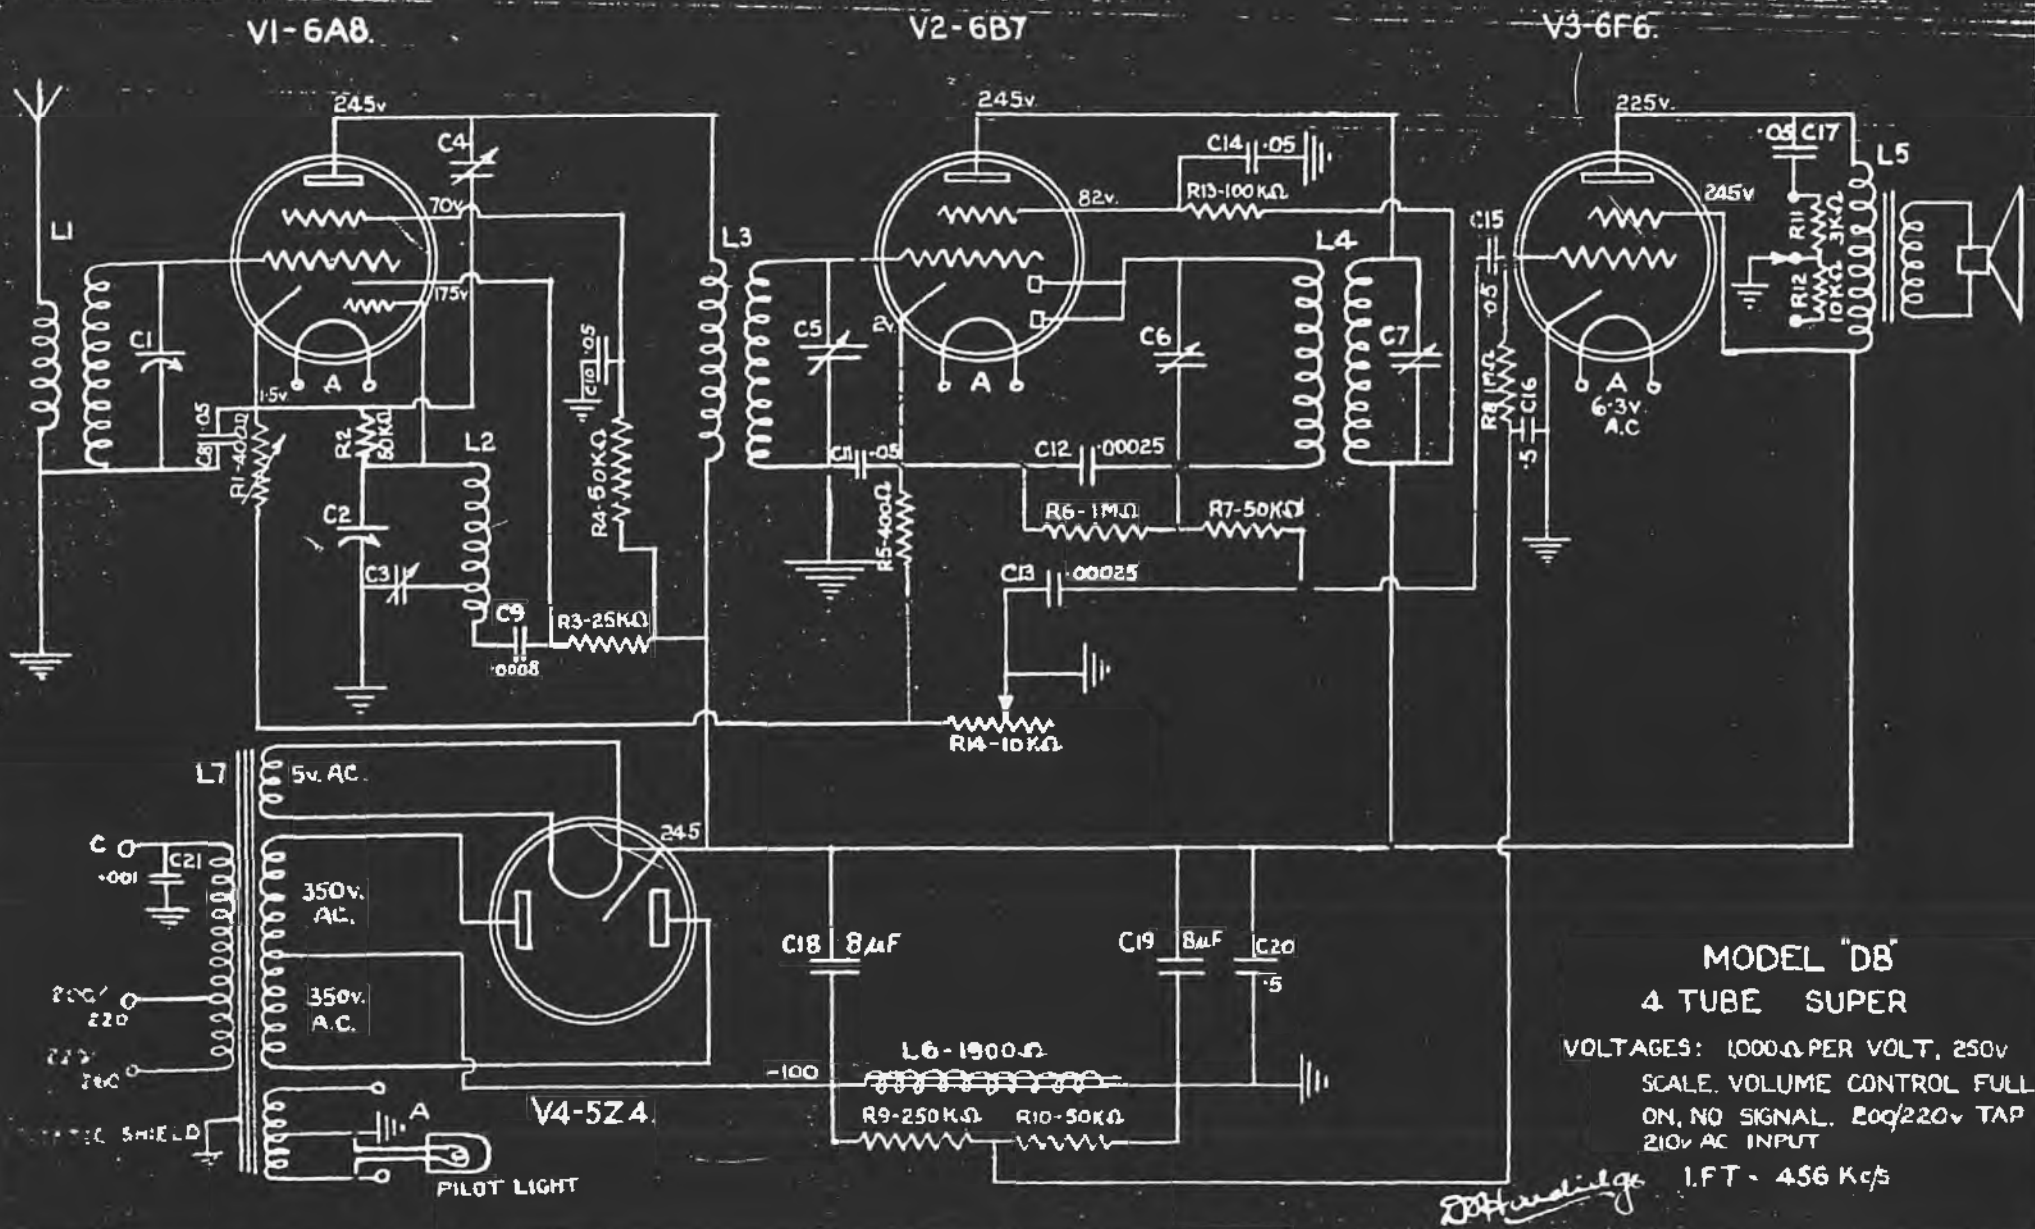 V1-6A8.
V2-6B7
V3-6F6.
245v
245v.
225v.
C4
C14 .05
.05 C17
L5
70v
R13-100KΩ
82v.
245v
L1
L3
L4
C15
R11
3KΩ
175v
.05
R12
10KΩ
C1
2v.
C5
C6
C7
C10 .05
A
A
A
6.3v.
A.C
1.5v.
C8 .05
R1-400Ω
R2
50KΩ
L2
R4-50KΩ
R8 1MΩ
C16
.5
C11 .05
C12 .00025
C2
R5-400Ω
R6-1MΩ
R7-50KΩ
C3
C13 .00025
C9
.0008
R3-25KΩ
R14-10KΩ
L7
5v. AC.
245
C
C21
.001
350v.
AC.
350v.
A.C.
200/
220
260
SHIELD
A
PILOT LIGHT
V4-5Z4.
C18 8µF
C19 8µF
C20
.5
-100
L6-1900Ω
R9-250KΩ
R10-50KΩ
MODEL "D8"
4 TUBE SUPER
VOLTAGES: 1,000Ω PER VOLT, 250v
SCALE. VOLUME CONTROL FULL
ON, NO SIGNAL. 200/220v TAP
210v AC INPUT
I.F.T - 456 Kc/s